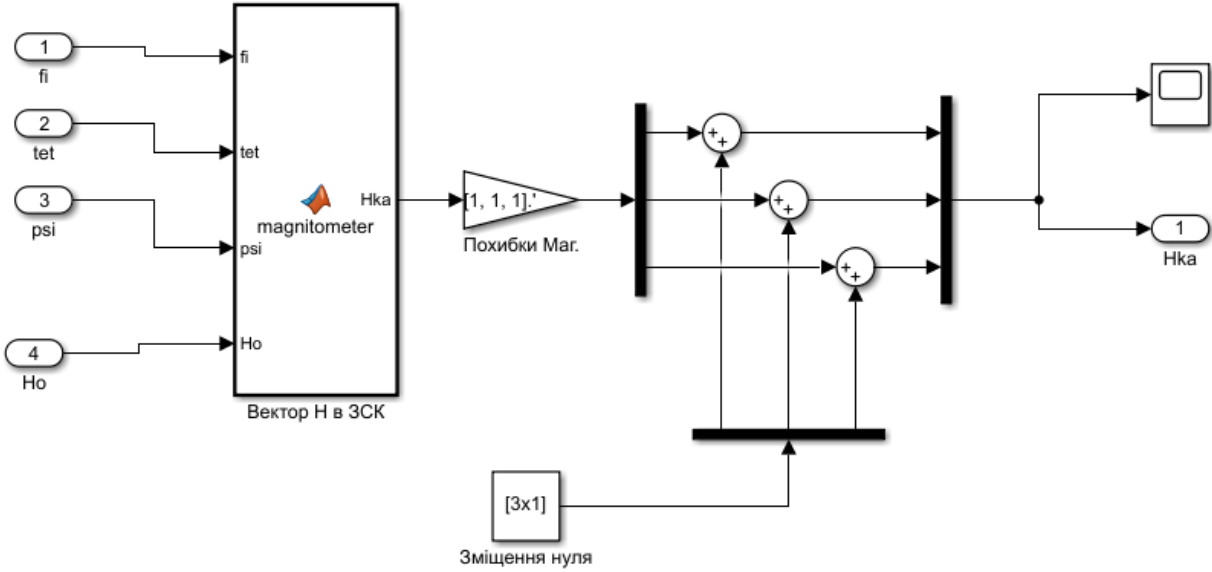 1
fi
2
tet
3
psi
4
Ho
fi
tet
psi
Ho
Hka
magnitometer
Вектор Н в ЗСК
[1, 1, 1].'
Похибки Маг.
+
+
+
+
+
+
[3x1]
Зміщення нуля
1
Hka